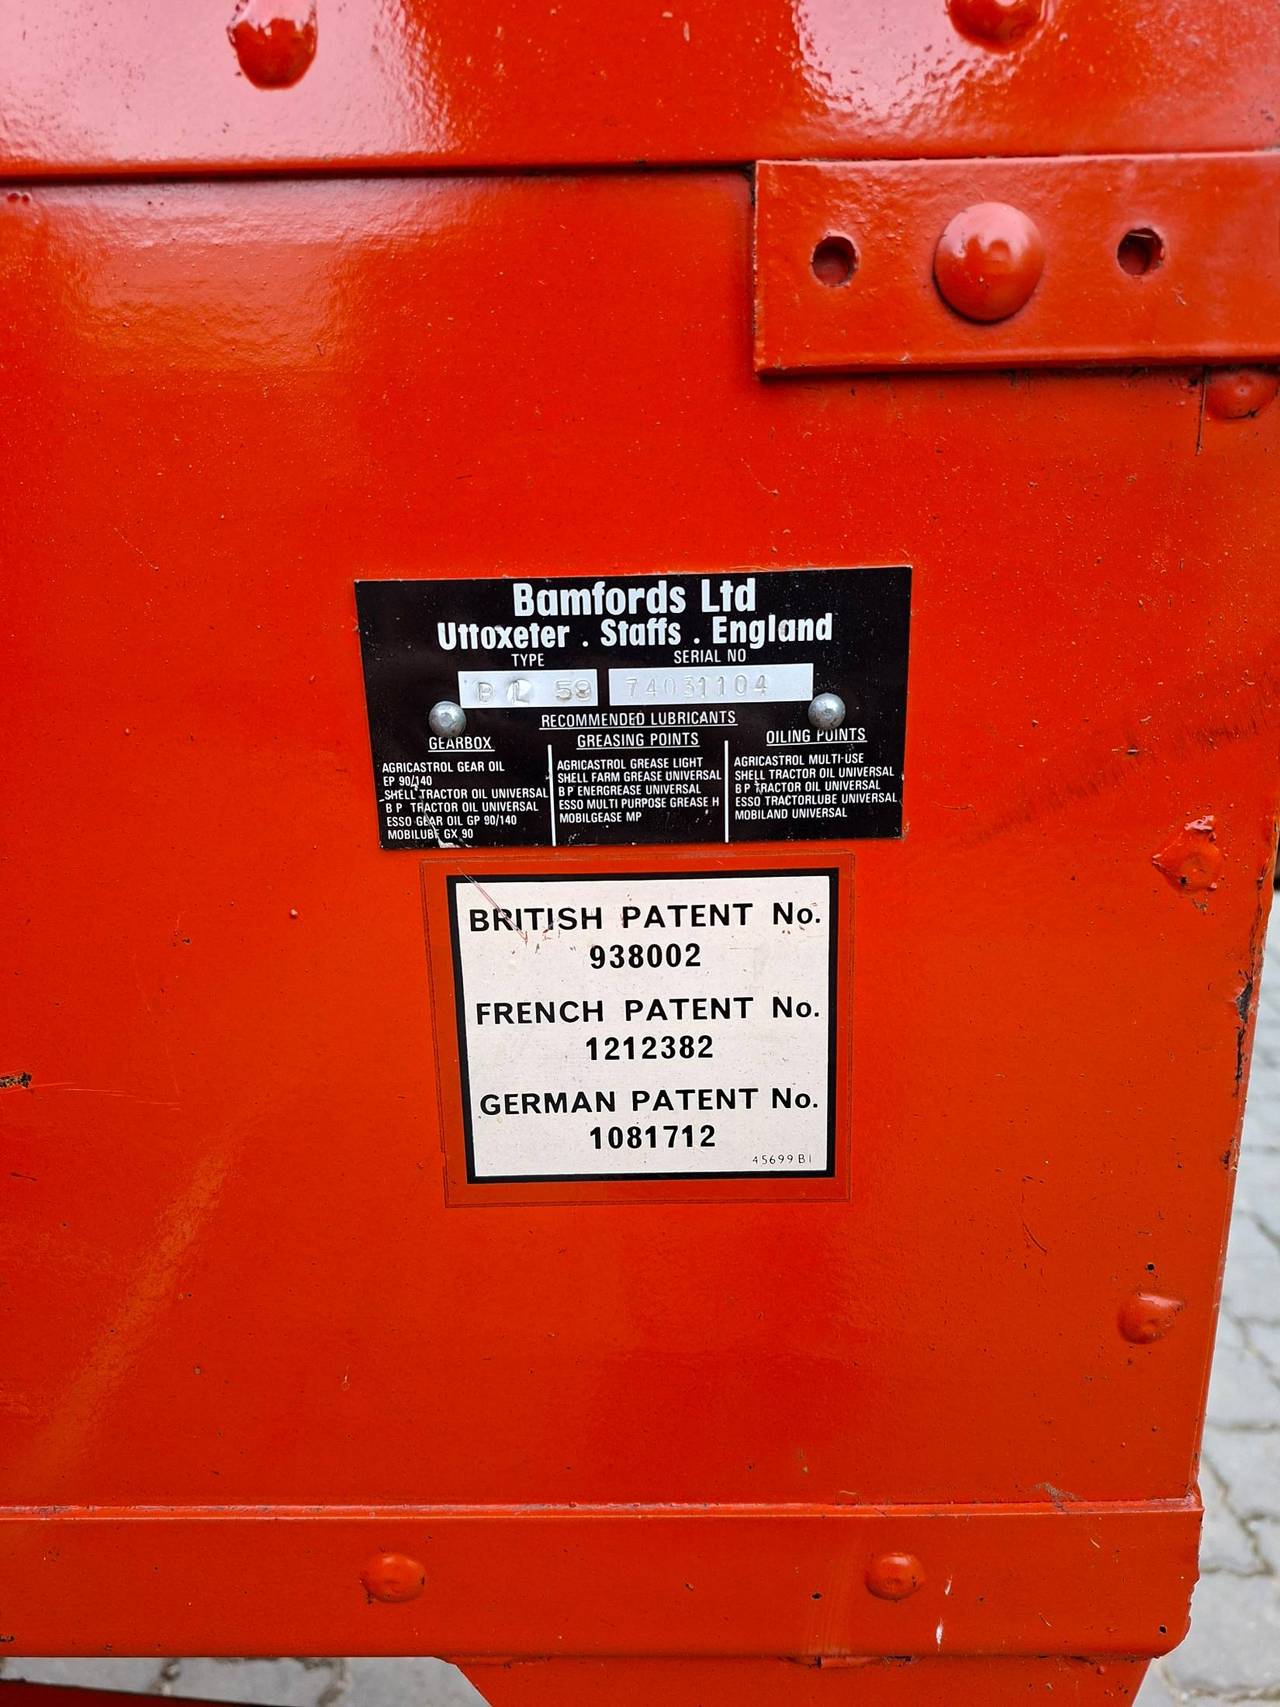 Bamfords Ltd
Uttoxeter . Staffs . England
TYPE SERIAL NO
BL 58 74031104
RECOMMENDED LUBRICANTS
GEARBOX
AGRICASTROL GEAR OIL
EP 90/140
SHELL TRACTOR OIL UNIVERSAL
B P TRACTOR OIL UNIVERSAL
ESSO GEAR OIL GP 90/140
MOBILUBE GX 90
GREASING POINTS
AGRICASTROL GREASE LIGHT
SHELL FARM GREASE UNIVERSAL
B P ENERGREASE UNIVERSAL
ESSO MULTI PURPOSE GREASE H
MOBILGEASE MP
OILING POINTS
AGRICASTROL MULTI-USE
SHELL TRACTOR OIL UNIVERSAL
B P TRACTOR OIL UNIVERSAL
ESSO TRACTORLUBE UNIVERSAL
MOBILAND UNIVERSAL
BRITISH PATENT No.
938002
FRENCH PATENT No.
1212382
GERMAN PATENT No.
1081712
45699 B1